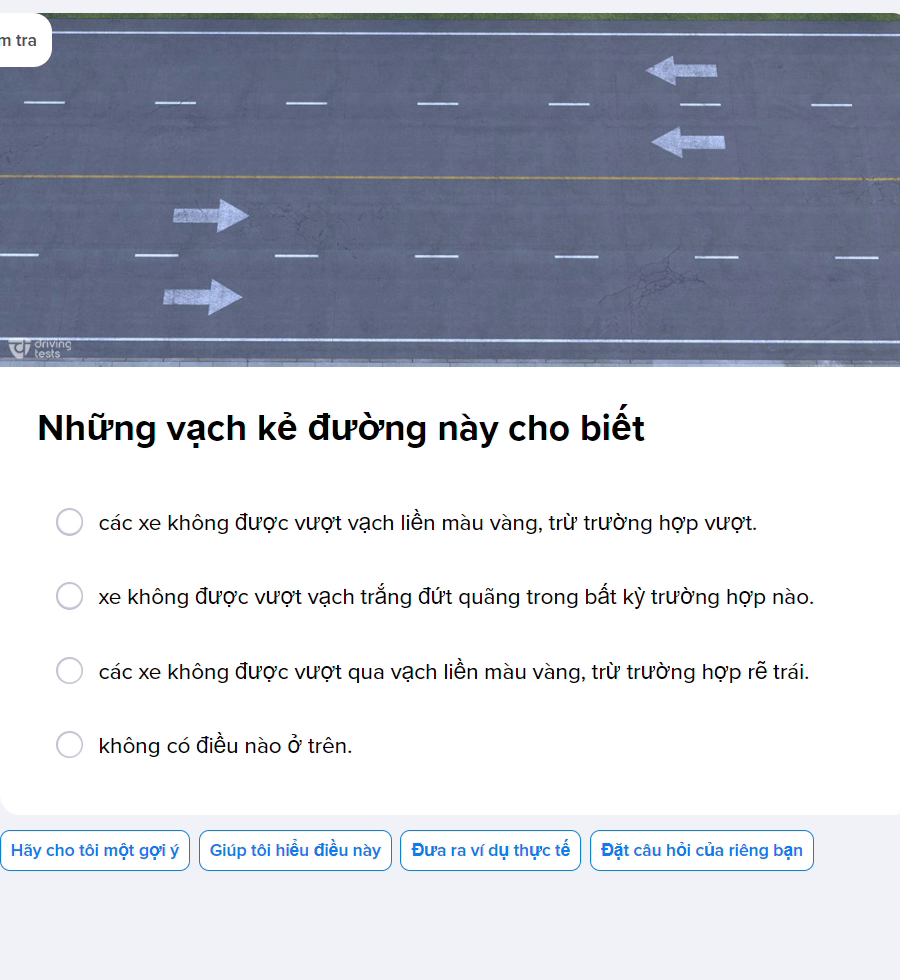 m tra
driving
tests
Những vạch kẻ đường này cho biết
các xe không được vượt vạch liền màu vàng, trừ trường hợp vượt.
xe không được vượt vạch trắng đứt quãng trong bất kỳ trường hợp nào.
các xe không được vượt qua vạch liền màu vàng, trừ trường hợp rẽ trái.
không có điều nào ở trên.
Hãy cho tôi một gợi ý Giúp tôi hiểu điều này Đưa ra ví dụ thực tế Đặt câu hỏi của riêng bạn